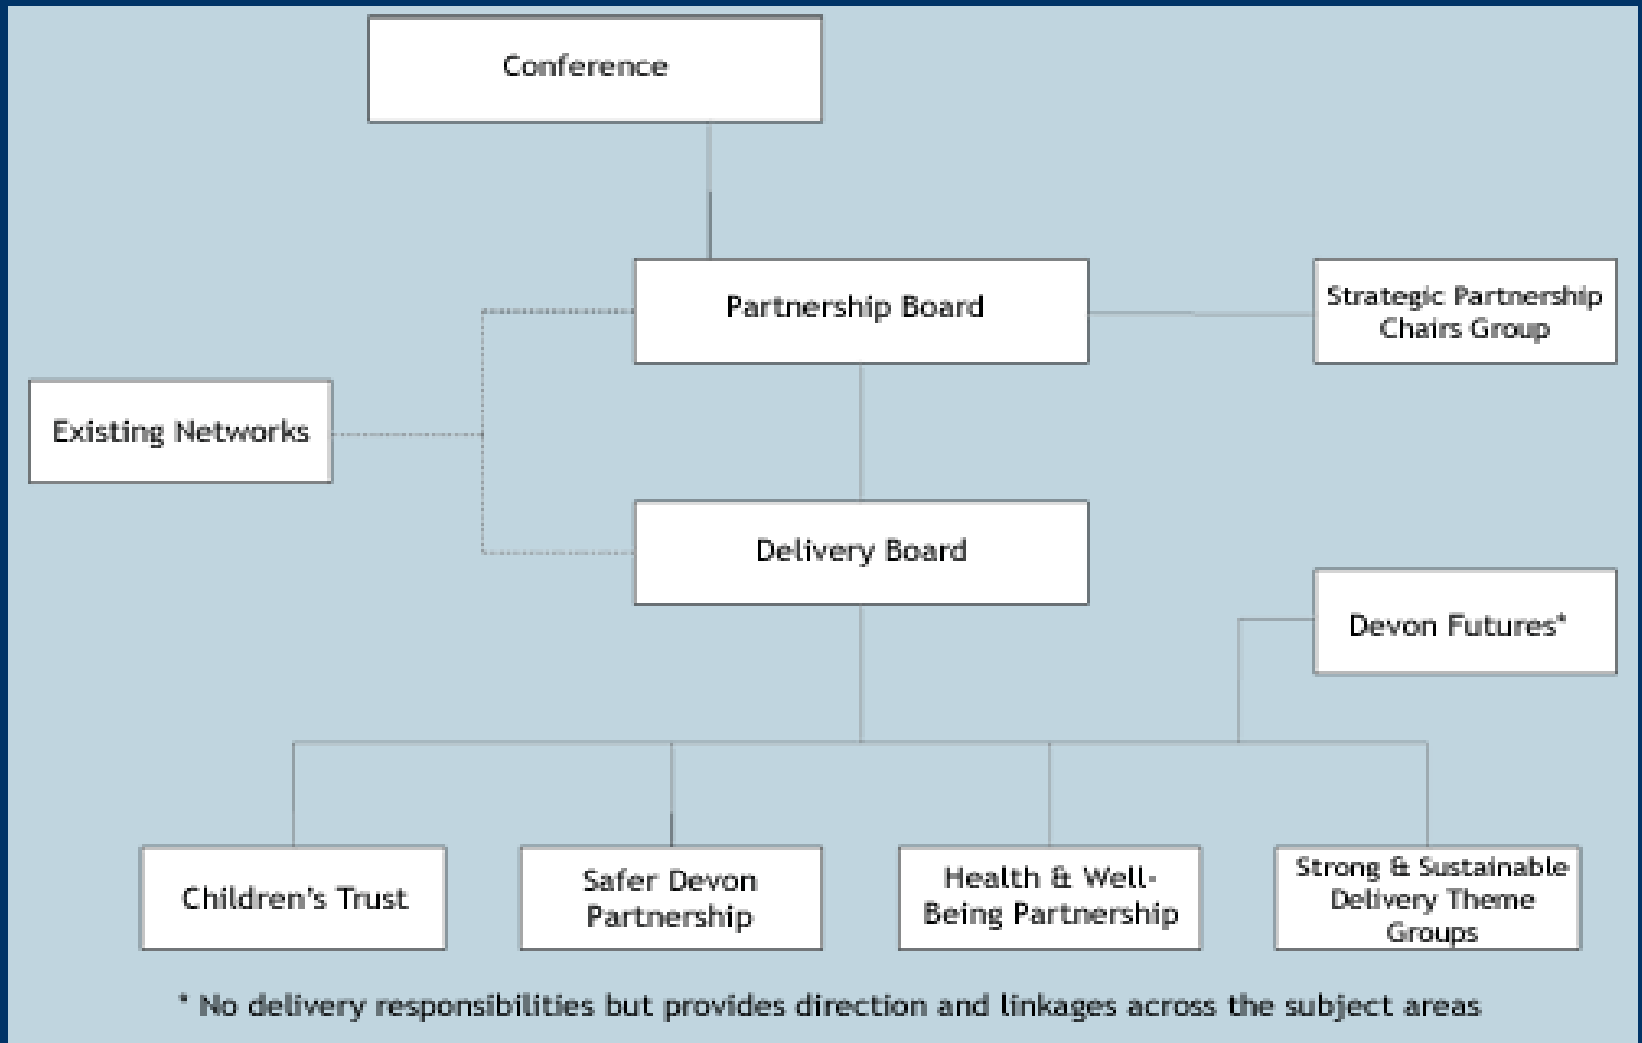 Conference
Partnership Board
Strategic Partnership
Chairs Group
Existing Networks
Delivery Board
Devon Futures*
Children's Trust
Safer Devon
Partnership
Health & Well-
Being Partnership
Strong & Sustainable
Delivery Theme
Groups
* No delivery responsibilities but provides direction and linkages across the subject areas